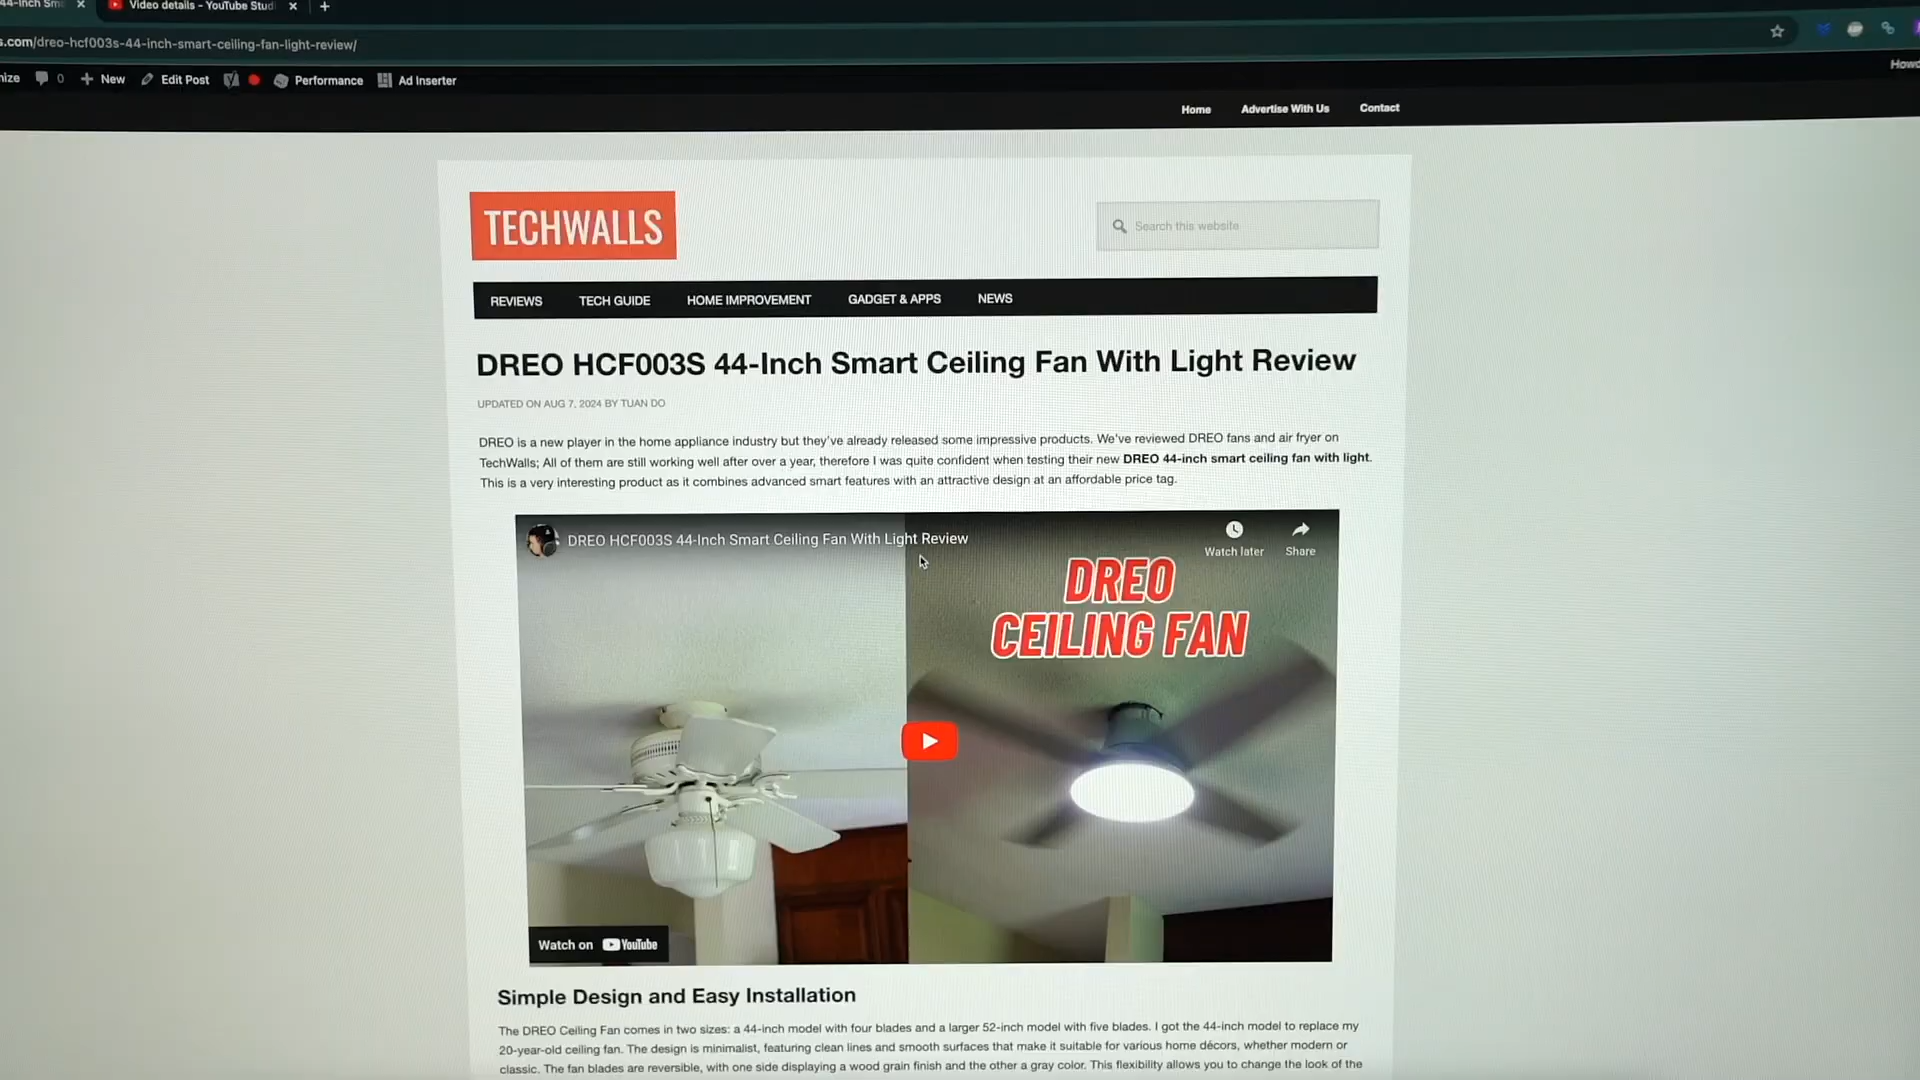 44-Inch Sm
Video details - YouTube Stud
s.com/dreo-hcf003s-44-inch-smart-ceiling-fan-light-review/
ize 0 New Edit Post Performance Ad Inserter
Howd
Home Advertise With Us Contact
TECHWALLS
Search this website
REVIEWS TECH GUIDE HOME IMPROVEMENT GADGET & APPS NEWS
DREO HCF003S 44-Inch Smart Ceiling Fan With Light Review
UPDATED ON AUG 7, 2024 BY TUAN DO
DREO is a new player in the home appliance industry but they've already released some impressive products. We've reviewed DREO fans and air fryer on
TechWalls; All of them are still working well after over a year, therefore I was quite confident when testing their new DREO 44-inch smart ceiling fan with light.
This is a very interesting product as it combines advanced smart features with an attractive design at an affordable price tag.
DREO HCF003S 44-Inch Smart Ceiling Fan With Light Review
Watch later Share
DREO
CEILING FAN
Watch on YouTube
Simple Design and Easy Installation
The DREO Ceiling Fan comes in two sizes: a 44-inch model with four blades and a larger 52-inch model with five blades. I got the 44-inch model to replace my
20-year-old ceiling fan. The design is minimalist, featuring clean lines and smooth surfaces that make it suitable for various home décors, whether modern or
classic. The fan blades are reversible, with one side displaying a wood grain finish and the other a gray color. This flexibility allows you to change the look of the